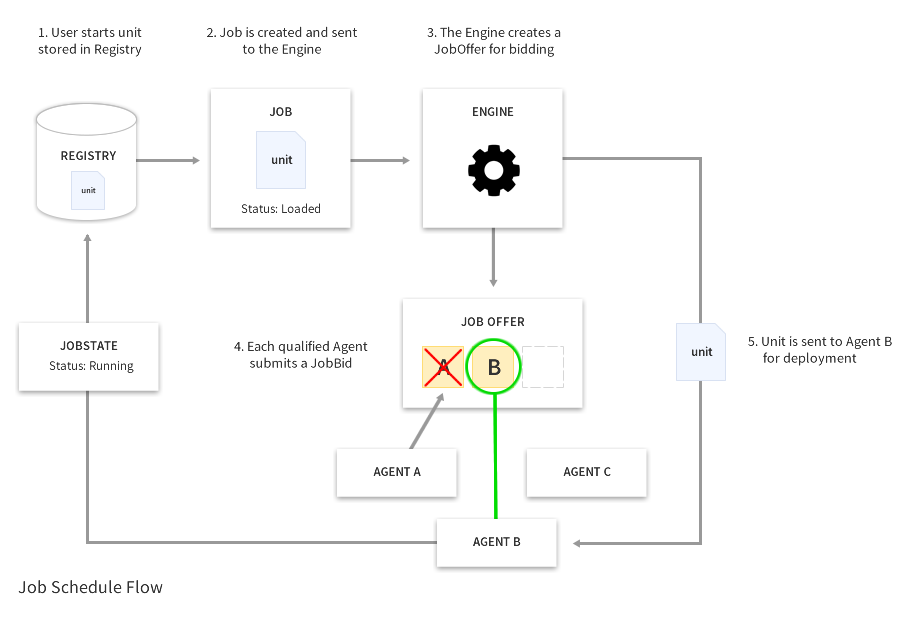 1. User starts unit
stored in Registry
2. Job is created and sent
to the Engine
3. The Engine creates a
JobOffer for bidding
REGISTRY
unit
JOB
unit
Status: Loaded
ENGINE
JOBSTATE
Status: Running
4. Each qualified Agent
submits a JobBid
JOB OFFER
A
B
unit
5. Unit is sent to Agent B
for deployment
AGENT A
AGENT C
AGENT B
Job Schedule Flow